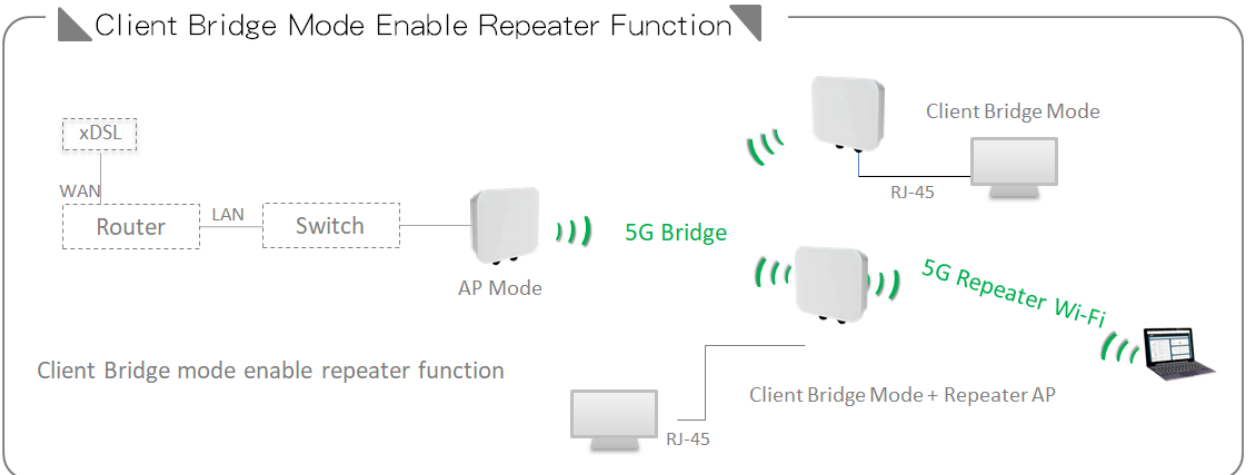 Client Bridge Mode Enable Repeater Function
xDSL
WAN
Router
LAN
Switch
AP Mode
5G Bridge
Client Bridge Mode
RJ-45
5G Repeater Wi-Fi
Client Bridge mode enable repeater function
Client Bridge Mode + Repeater AP
RJ-45